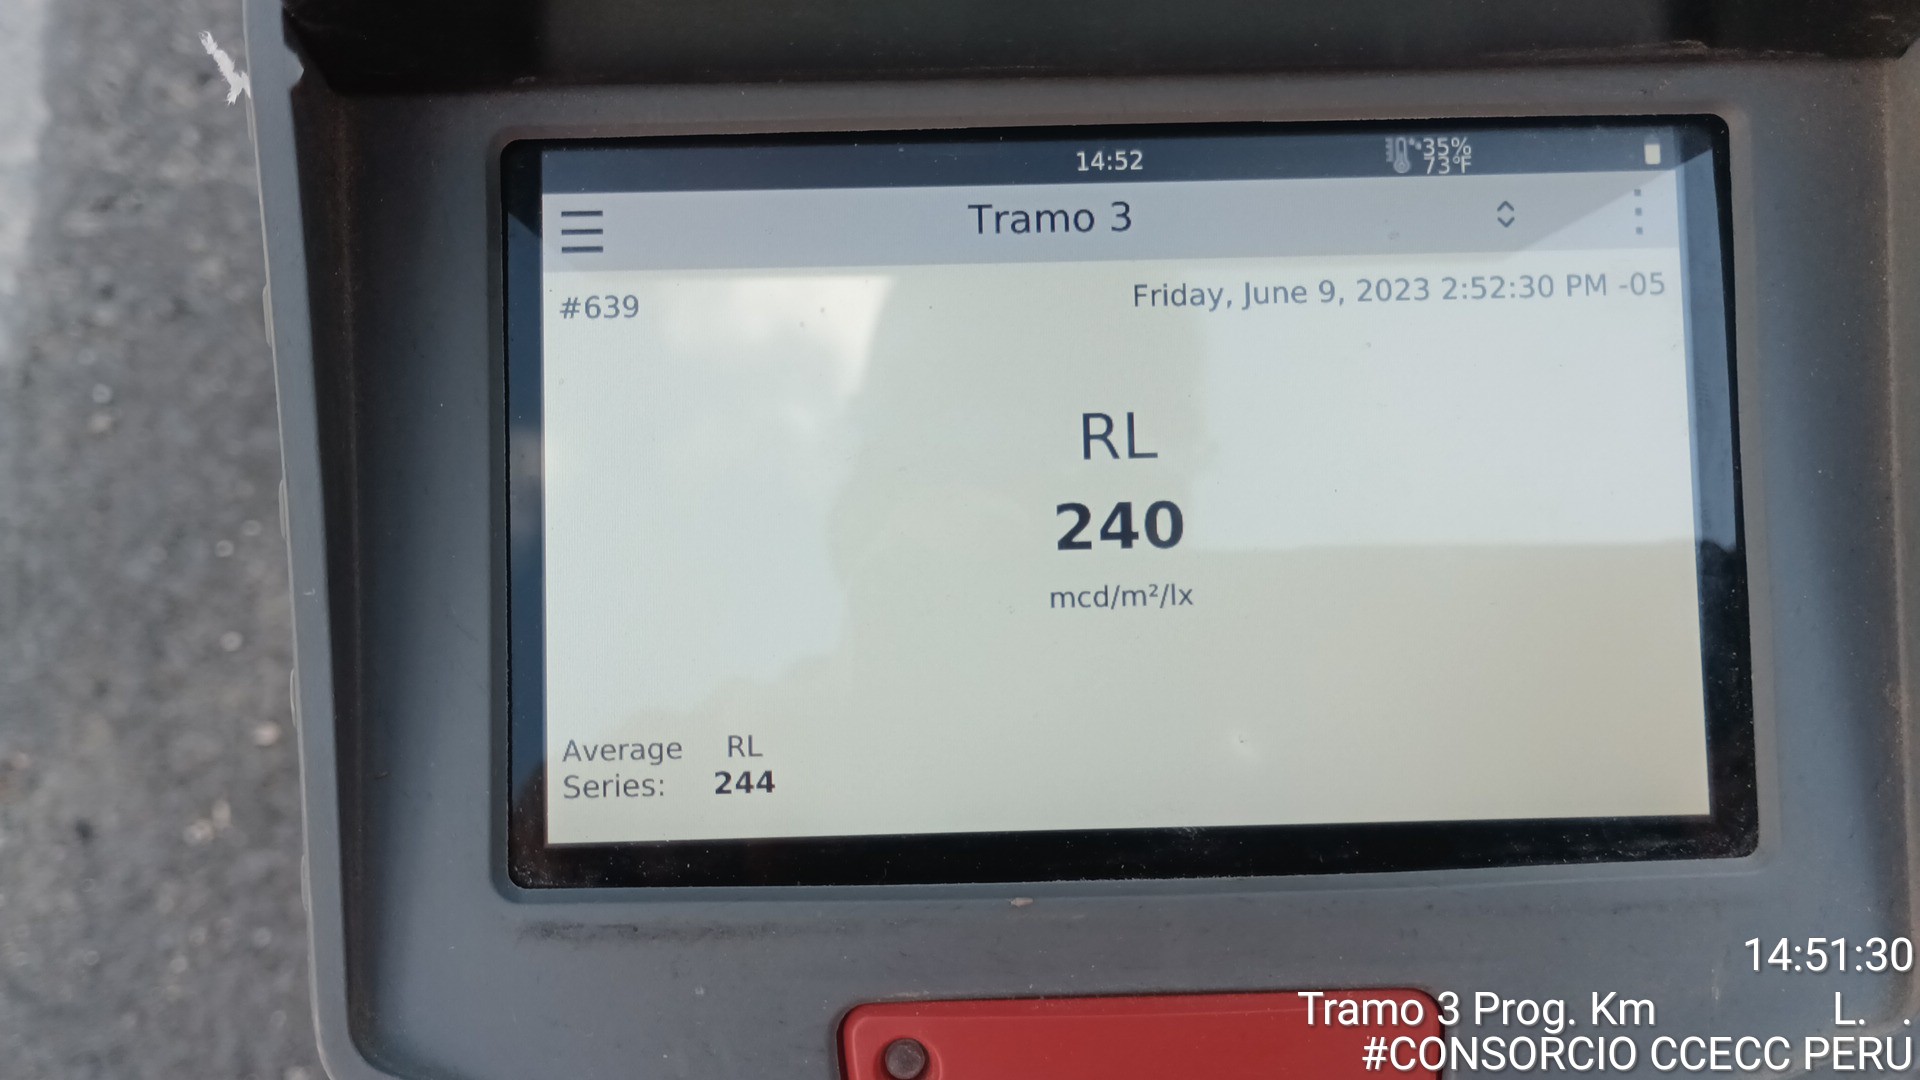 14:52
35%
73°F
Tramo 3
#639
Friday, June 9, 2023 2:52:30 PM -05
RL
240
mcd/m²/lx
Average RL
Series: 244
14:51:30
Tramo 3 Prog. Km L. .
#CONSORCIO CCECC PERU